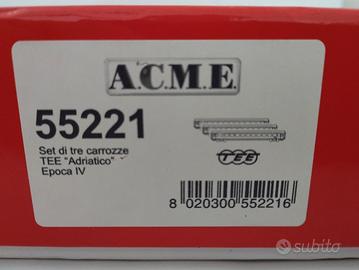 A.C.M.E.
55221
Set di tre carrozze
TEE "Adriatico"
Epoca IV
TEE
8 020300 552216
subito